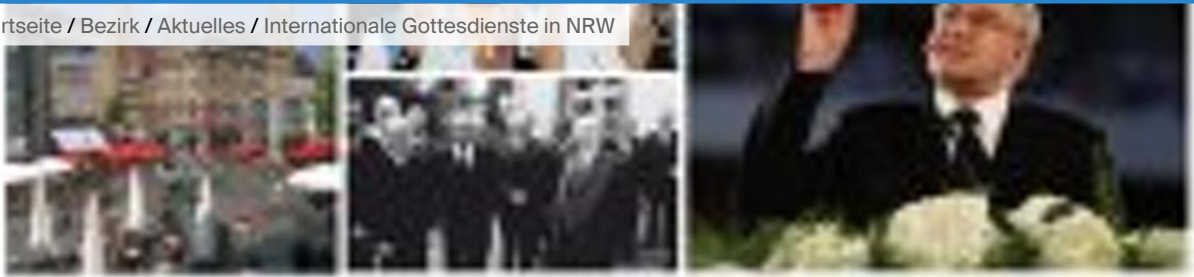 rtseite / Bezirk / Aktuelles / Internationale Gottesdienste in NRW